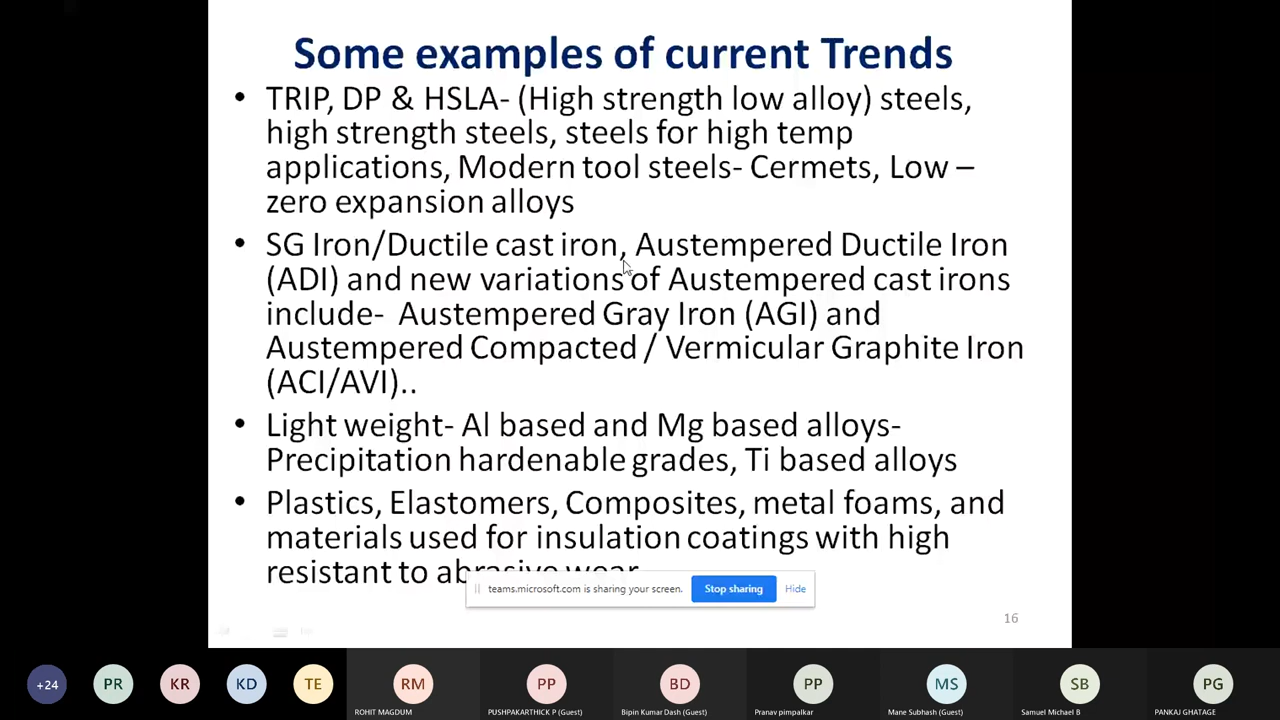 Some examples of current Trends
• TRIP, DP & HSLA- (High strength low alloy) steels,
high strength steels, steels for high temp
applications, Modern tool steels- Cermets, Low –
zero expansion alloys
• SG Iron/Ductile cast iron, Austempered Ductile Iron
(ADI) and new variations of Austempered cast irons
include- Austempered Gray Iron (AGI) and
Austempered Compacted / Vermicular Graphite Iron
(ACI/AVI)..
• Light weight- Al based and Mg based alloys-
Precipitation hardenable grades, Ti based alloys
• Plastics, Elastomers, Composites, metal foams, and
materials used for insulation coatings with high
resistant to abrasive wear
teams.microsoft.com is sharing your screen. Stop sharing Hide
16
+24 PR KR KD TE RM PP BD PP MS SB PG
ROHIT MAGDUM PUSHPAKARTHICK P (Guest) Bipin Kumar Dash (Guest) Pranav pimpalkar Mane Subhash (Guest) Samuel Michael B PANKAJ GHATAGE